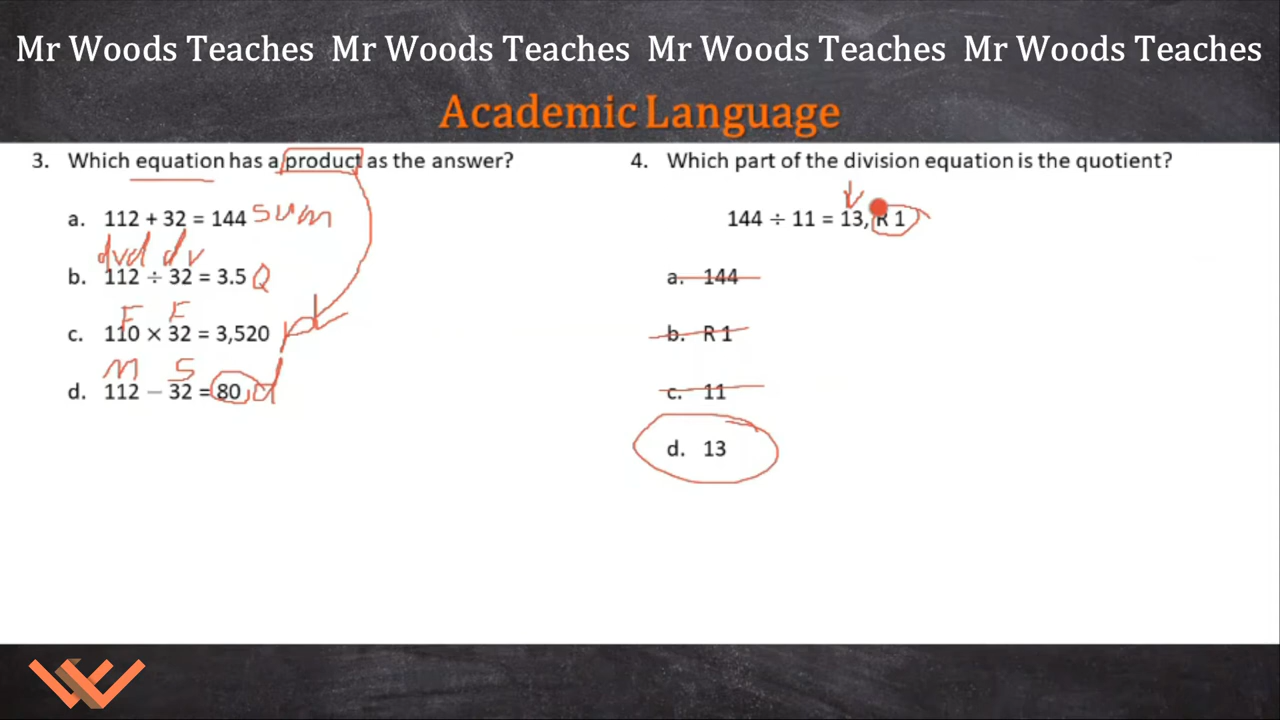 Mr Woods Teaches Mr Woods Teaches Mr Woods Teaches Mr Woods Teaches
Academic Language
3. Which equation has a product as the answer?
a. 112 + 32 = 144 sum
dvd dv
b. 112 ÷ 32 = 3.5 Q
F F
c. 110 × 32 = 3,520 p
M S
d. 112 − 32 = 80 d
4. Which part of the division equation is the quotient?
144 ÷ 11 = 13, R 1
a. 144
b. R 1
c. 11
d. 13